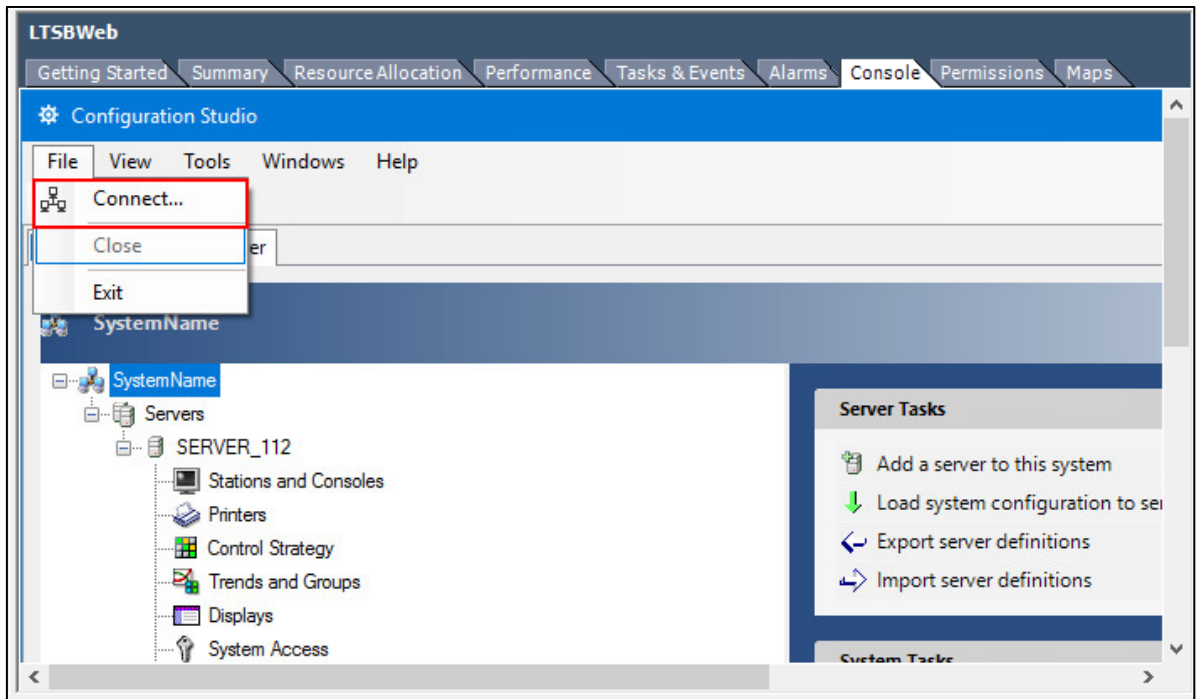 LTSBWeb
Getting Started Summary Resource Allocation Performance Tasks & Events Alarms Console Permissions Maps
Configuration Studio
File View Tools Windows Help
Connect...
Close
er
Exit
SystemName
SystemName
Servers
SERVER_112
Stations and Consoles
Printers
Control Strategy
Trends and Groups
Displays
System Access
Server Tasks
Add a server to this system
Load system configuration to ser
Export server definitions
Import server definitions
System Tasks